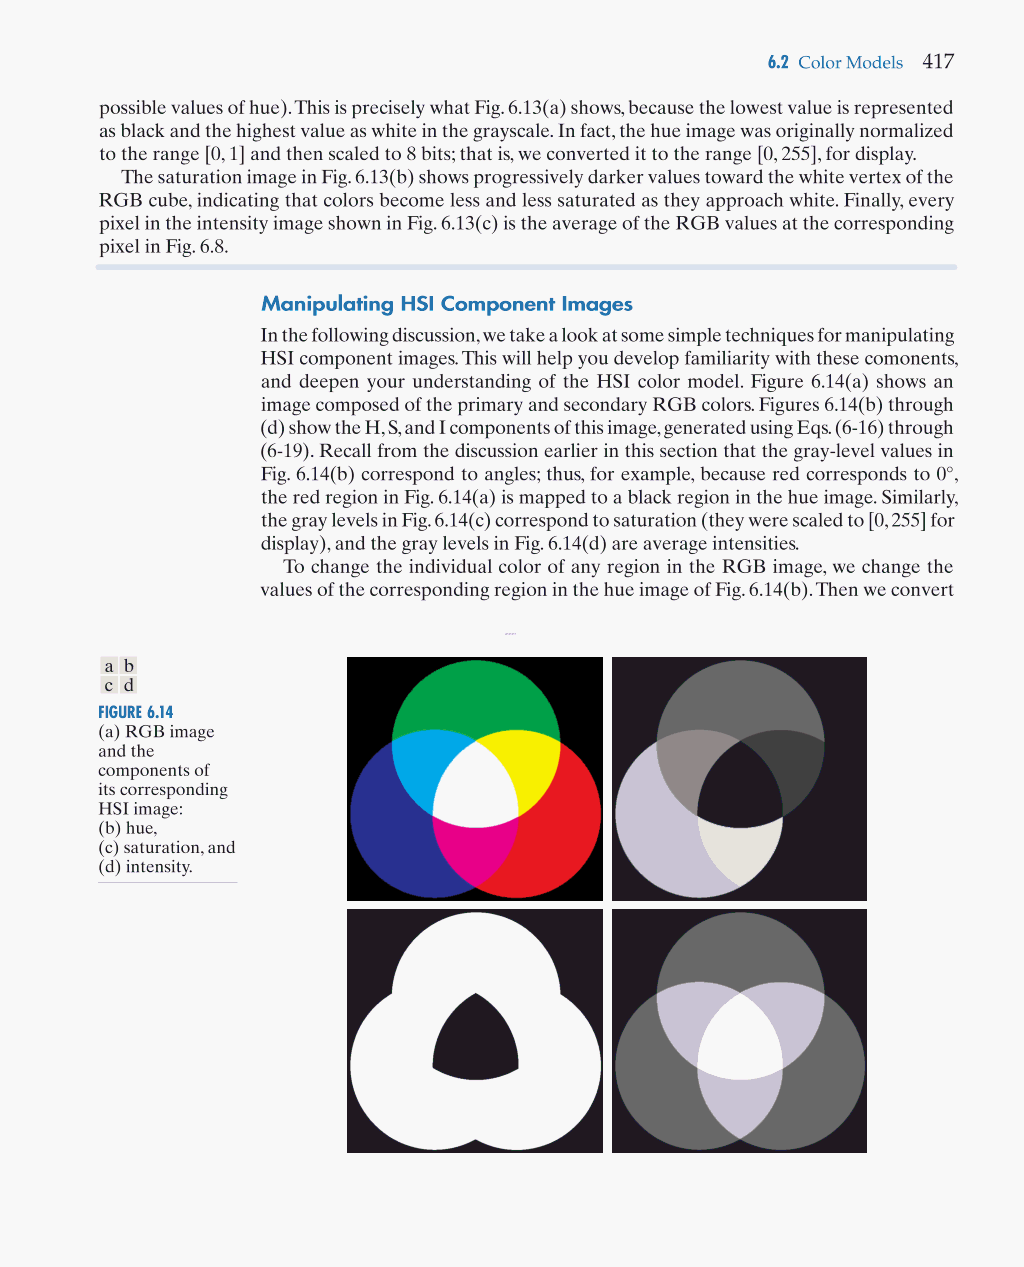 6.2 Color Models 417
possible values of hue). This is precisely what Fig. 6.13(a) shows, because the lowest value is represented
as black and the highest value as white in the grayscale. In fact, the hue image was originally normalized
to the range [0, 1] and then scaled to 8 bits; that is, we converted it to the range [0, 255], for display.
The saturation image in Fig. 6.13(b) shows progressively darker values toward the white vertex of the
RGB cube, indicating that colors become less and less saturated as they approach white. Finally, every
pixel in the intensity image shown in Fig. 6.13(c) is the average of the RGB values at the corresponding
pixel in Fig. 6.8.
Manipulating HSI Component Images
In the following discussion, we take a look at some simple techniques for manipulating
HSI component images. This will help you develop familiarity with these comonents,
and deepen your understanding of the HSI color model. Figure 6.14(a) shows an
image composed of the primary and secondary RGB colors. Figures 6.14(b) through
(d) show the H, S, and I components of this image, generated using Eqs. (6-16) through
(6-19). Recall from the discussion earlier in this section that the gray-level values in
Fig. 6.14(b) correspond to angles; thus, for example, because red corresponds to 0°,
the red region in Fig. 6.14(a) is mapped to a black region in the hue image. Similarly,
the gray levels in Fig. 6.14(c) correspond to saturation (they were scaled to [0, 255] for
display), and the gray levels in Fig. 6.14(d) are average intensities.
To change the individual color of any region in the RGB image, we change the
values of the corresponding region in the hue image of Fig. 6.14(b). Then we convert
a b
c d
FIGURE 6.14
(a) RGB image
and the
components of
its corresponding
HSI image:
(b) hue,
(c) saturation, and
(d) intensity.